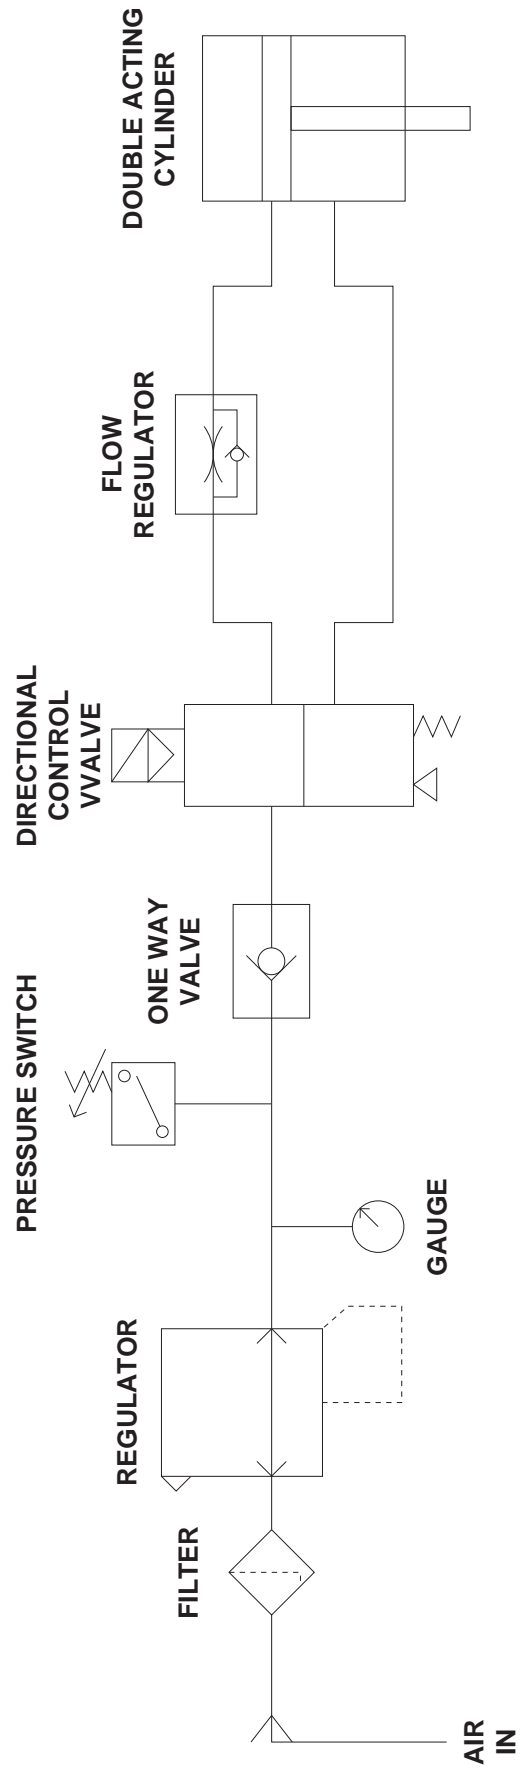 AIR
IN
FILTER
REGULATOR
GAUGE
PRESSURE SWITCH
ONE WAY
VALVE
DIRECTIONAL
CONTROL
VVALVE
FLOW
REGULATOR
DOUBLE ACTING
CYLINDER